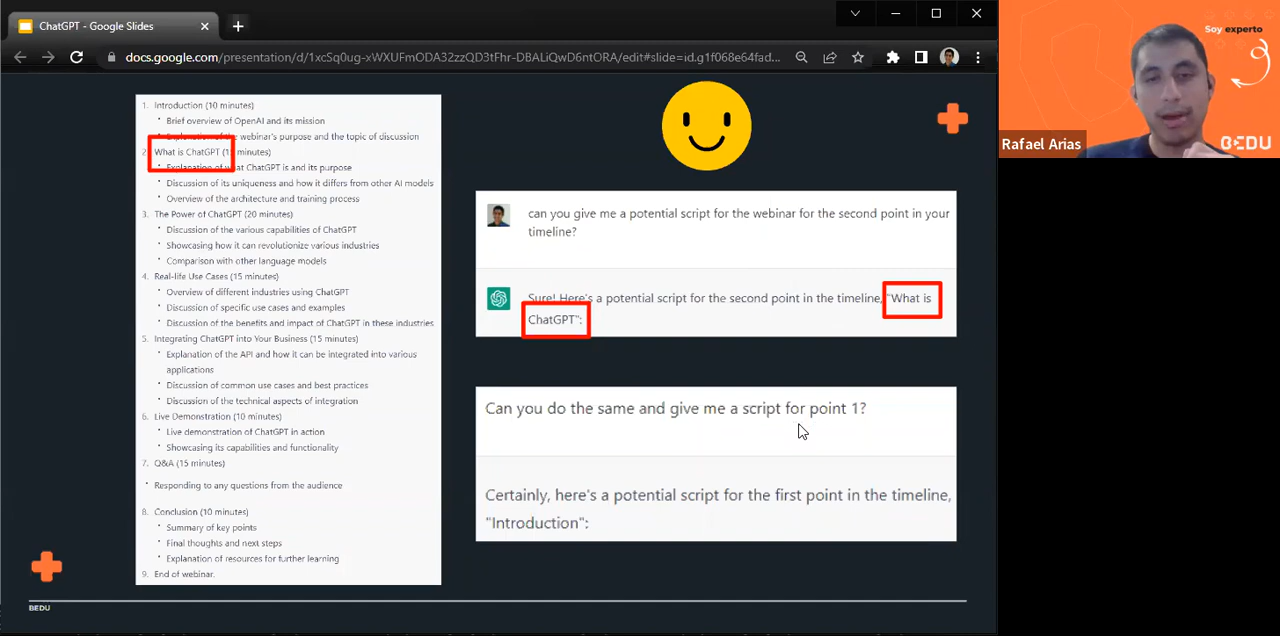 ChatGPT - Google Slides
docs.google.com/presentation/d/1xcSq0ug-xWXUFmODA32zzQD3tFhr-DBALiQwD6ntORA/edit#slide=id.g1f068e64fad...
1. Introduction (10 minutes)
• Brief overview of OpenAI and its mission
• Explanation of the webinar's purpose and the topic of discussion
2. What is ChatGPT (15 minutes)
• Explanation of what ChatGPT is and its purpose
• Discussion of its uniqueness and how it differs from other AI models
• Overview of the architecture and training process
3. The Power of ChatGPT (20 minutes)
• Discussion of the various capabilities of ChatGPT
• Showcasing how it can revolutionize various industries
• Comparison with other language models
4. Real-life Use Cases (15 minutes)
• Overview of different industries using ChatGPT
• Discussion of specific use cases and examples
• Discussion of the benefits and impact of ChatGPT in these industries
5. Integrating ChatGPT into Your Business (15 minutes)
• Explanation of the API and how it can be integrated into various
applications
• Discussion of common use cases and best practices
• Discussion of the technical aspects of integration
6. Live Demonstration (10 minutes)
• Live demonstration of ChatGPT in action
• Showcasing its capabilities and functionality
7. Q&A (15 minutes)
• Responding to any questions from the audience
8. Conclusion (10 minutes)
• Summary of key points
• Final thoughts and next steps
• Explanation of resources for further learning
9. End of webinar.
can you give me a potential script for the webinar for the second point in your
timeline?
Sure! Here's a potential script for the second point in the timeline, "What is
ChatGPT":
Can you do the same and give me a script for point 1?
Certainly, here's a potential script for the first point in the timeline,
"Introduction":
BEDU
Soy experto
Rafael Arias
BEDU